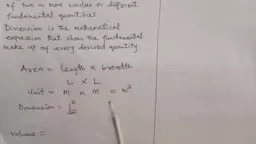 of two or more similar or different
fundamental quantities
Dimension is the mathematical
expression that show the fundamental
make up of every derived quantity.
Area = Length × breadth
L × L
Unit = M × M = m²
Dimension = L²
Volume =